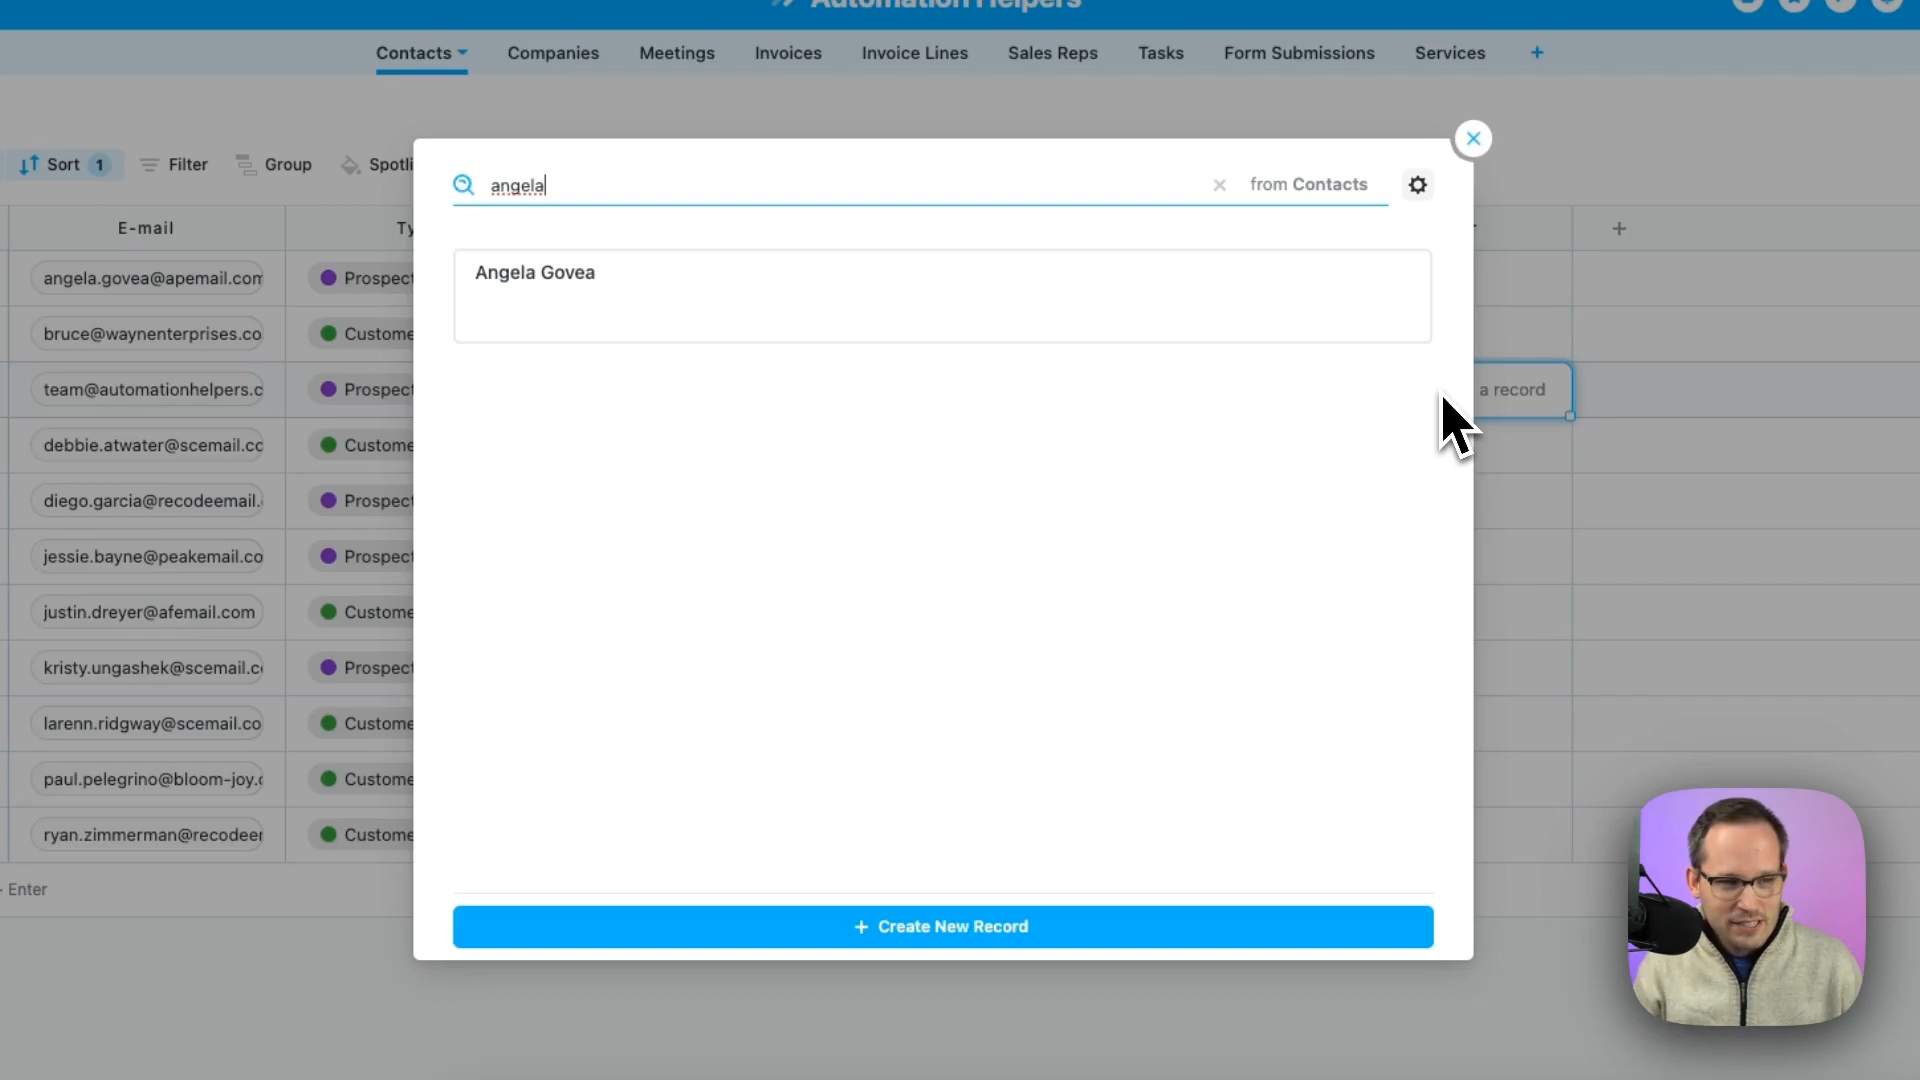 Automation Helpers
Contacts
Companies
Meetings
Invoices
Invoice Lines
Sales Reps
Tasks
Form Submissions
Services
+
Sort 1
Filter
Group
Spotli
angela
from Contacts
E-mail
Ty
+
angela.govea@apemail.com
Prospect
Angela Govea
bruce@waynenterprises.co
Custome
team@automationhelpers.c
Prospect
a record
debbie.atwater@scemail.cc
Custome
diego.garcia@recodeemail.
Prospect
jessie.bayne@peakemail.co
Prospect
justin.dreyer@afemail.com
Custome
kristy.ungashek@scemail.c
Prospect
larenn.ridgway@scemail.co
Custome
paul.pelegrino@bloom-joy.
Custome
ryan.zimmerman@recodee
Custome
Enter
+ Create New Record